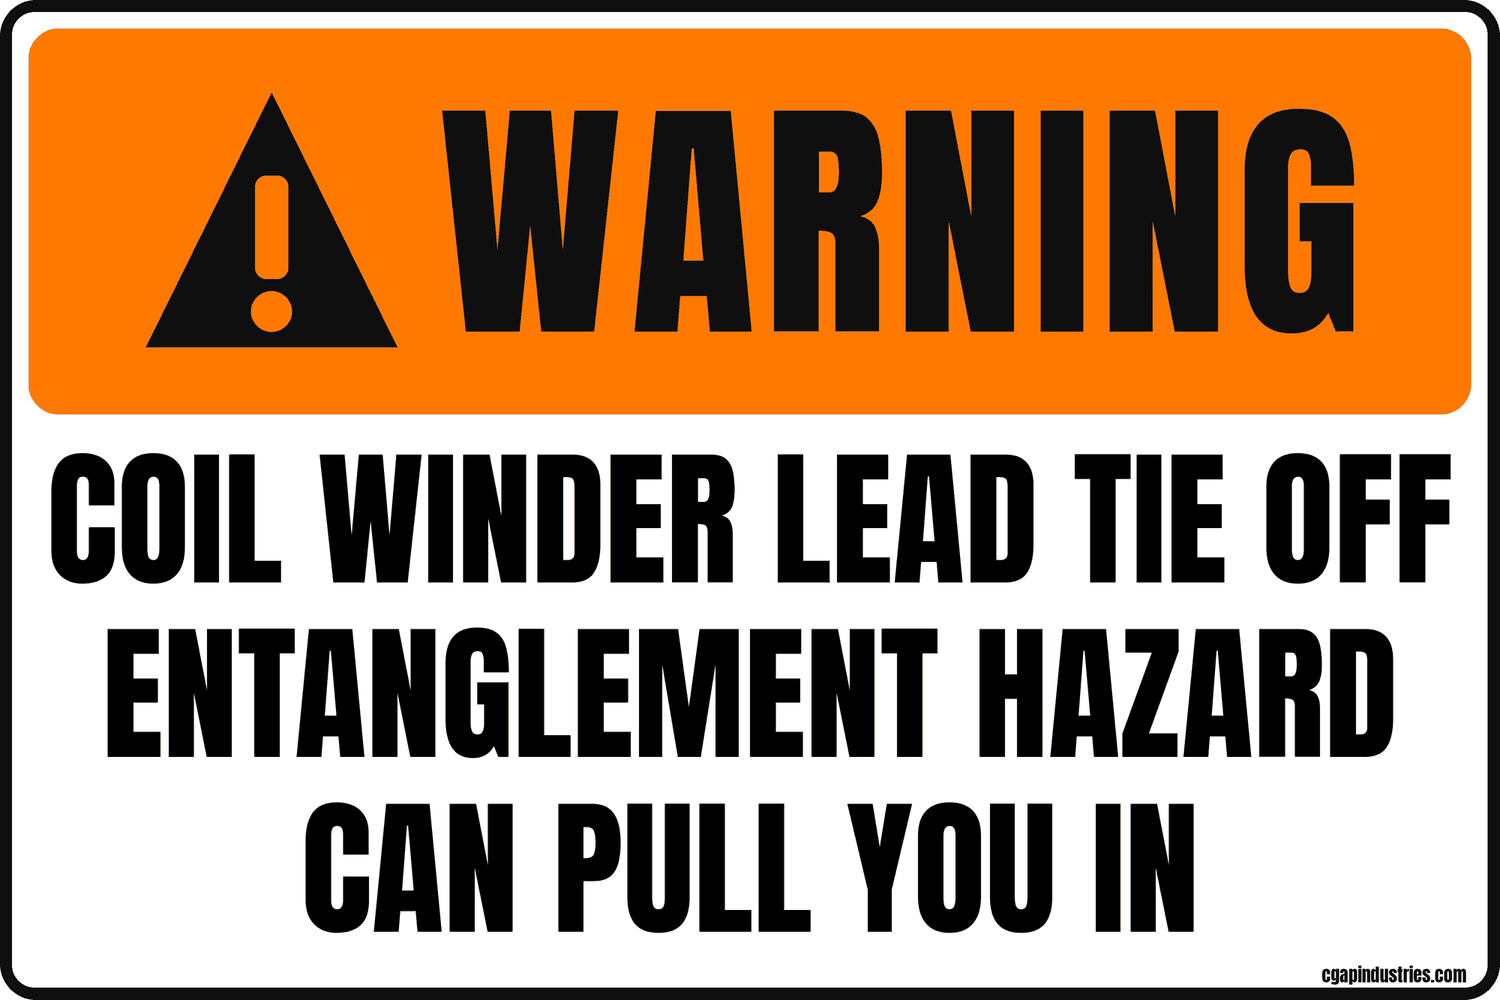 WARNING
COIL WINDER LEAD TIE OFF
ENTANGLEMENT HAZARD
CAN PULL YOU IN
cgapindustries.com